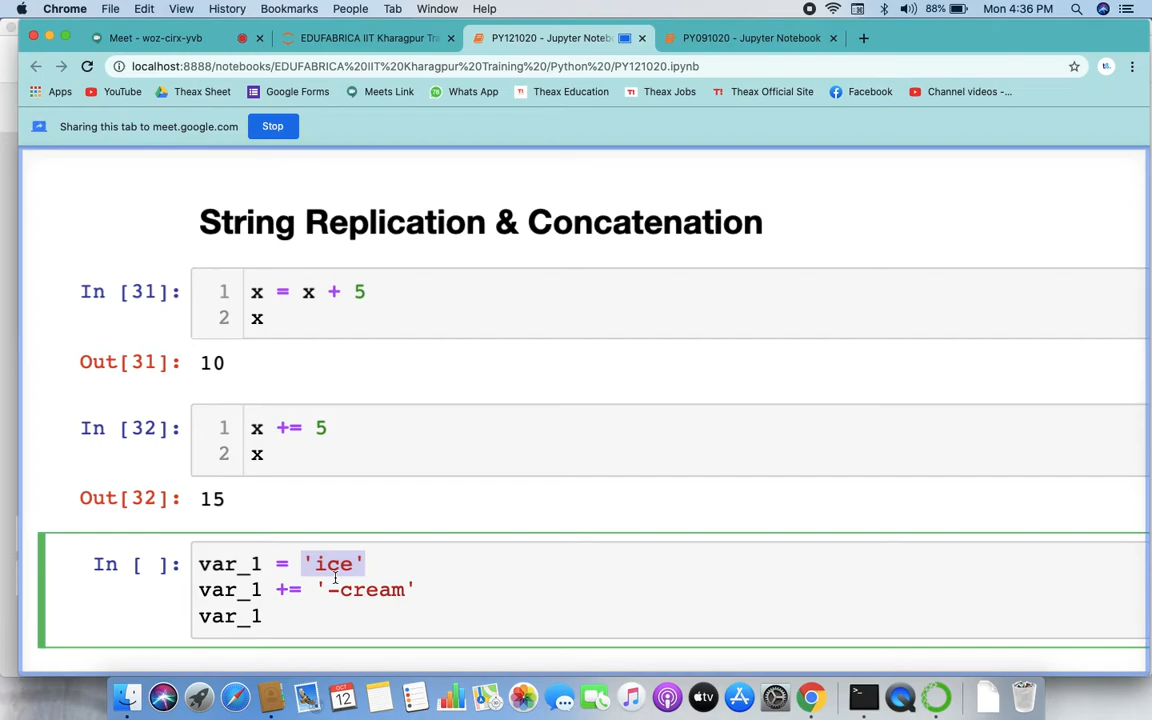 Chrome File Edit View History Bookmarks People Tab Window Help 88% Mon 4:36 PM
Meet - woz-cirx-yvb EDUFABRICA IIT Kharagpur Tra PY121020 - Jupyter Notebo PY091020 - Jupyter Notebook
localhost:8888/notebooks/EDUFABRICA%20IIT%20Kharagpur%20Training%20/Python%20/PY121020.ipynb
Apps YouTube Theax Sheet Google Forms Meets Link Whats App Theax Education Theax Jobs Theax Official Site Facebook Channel videos -...
Sharing this tab to meet.google.com Stop
String Replication & Concatenation
In [31]: 1 x = x + 5
2 x
Out[31]: 10
In [32]: 1 x += 5
2 x
Out[32]: 15
In [ ]: var_1 = 'ice'
var_1 += '-cream'
var_1
OCT
12
tv